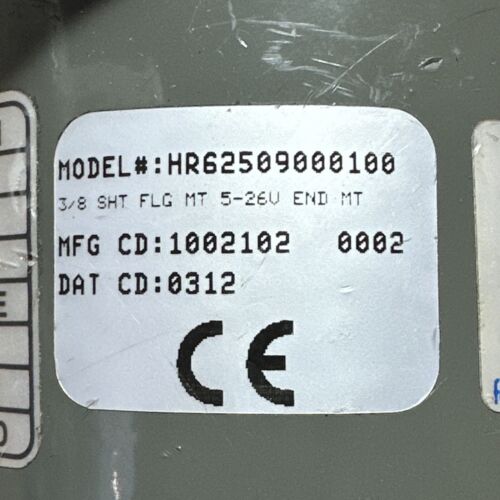 MODEL#:HR62509000100
3/8 SHT FLG MT 5-26V END MT
MFG CD:1002102 0002
DAT CD:0312
CE
E